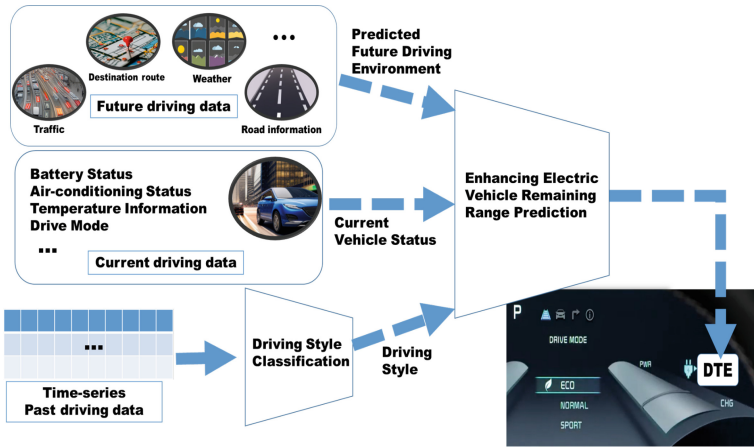 Destination route
Weather
...
Traffic
Future driving data
Road information
Predicted
Future Driving
Environment
Battery Status
Air-conditioning Status
Temperature Information
Drive Mode
...
Current driving data
Current
Vehicle Status
Enhancing Electric
Vehicle Remaining
Range Prediction
...
Time-series
Past driving data
Driving Style
Classification
Driving
Style
P
DRIVE MODE
ECO
NORMAL
SPORT
PWR
DTE
CHG